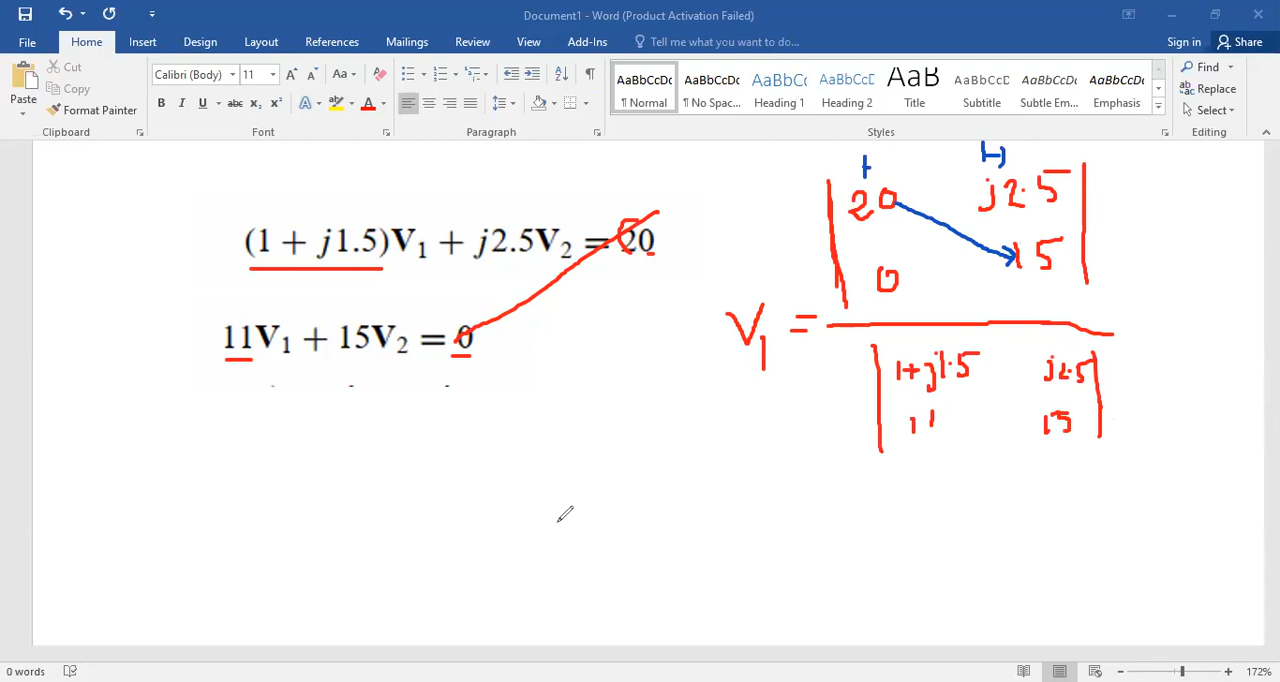 Document1 - Word (Product Activation Failed)
File Home Insert Design Layout References Mailings Review View Add-Ins Tell me what you want to do... Sign in Share
Paste Cut Copy Format Painter
Calibri (Body) 11 Aa A
B I U abc x₂ x² A A
AaBbCcDc AaBbCcDc AaBbCc AaBbCcD AaB AaBbCcD AaBbCcDc AaBbCcDc
¶ Normal ¶ No Spac... Heading 1 Heading 2 Title Subtitle Subtle Em... Emphasis
Find Replace Select
Clipboard Font Paragraph Styles Editing
(1 + j1.5)V₁ + j2.5V₂ = 20
11V₁ + 15V₂ = 0
+ -j
20 j2.5
0 15
V₁ =
1+j1.5 j2.5
11 15
0 words 172%